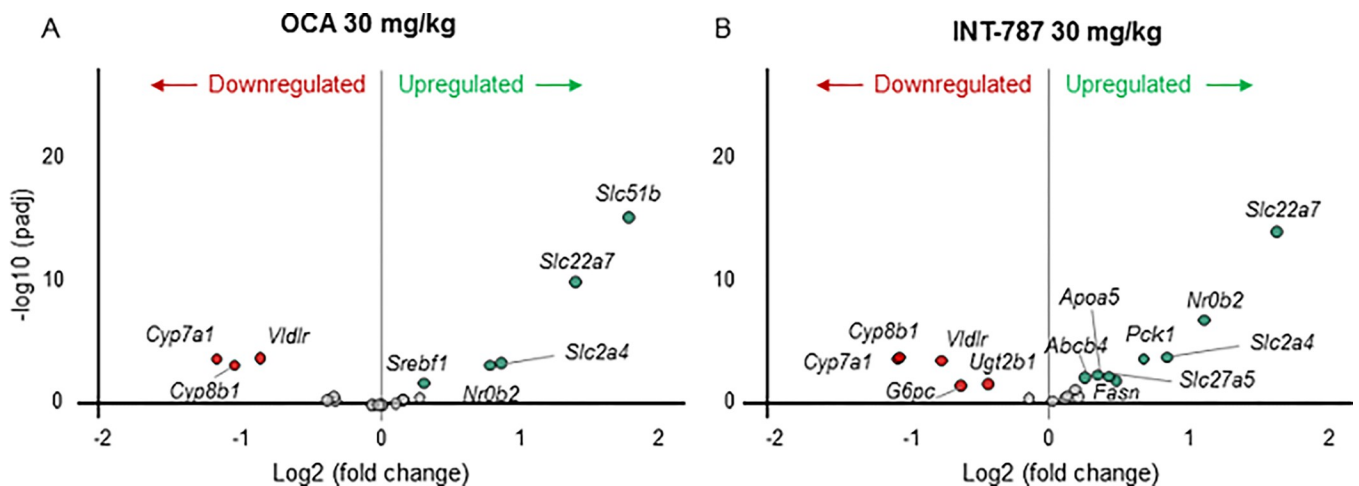 A
OCA 30 mg/kg
Downregulated
Upregulated
20
10
0
-log10 (padj)
Slc51b
Slc22a7
Cyp7a1
Vldlr
Cyp8b1
Srebf1
Slc2a4
Nr0b2
-2
-1
0
1
2
Log2 (fold change)
B
INT-787 30 mg/kg
Downregulated
Upregulated
20
10
0
Slc22a7
Apoa5
Nr0b2
Cyp8b1
Vldlr
Abcb4
Pck1
Slc2a4
Cyp7a1
Ugt2b1
G6pc
Fasn
Slc27a5
-2
-1
0
1
2
Log2 (fold change)